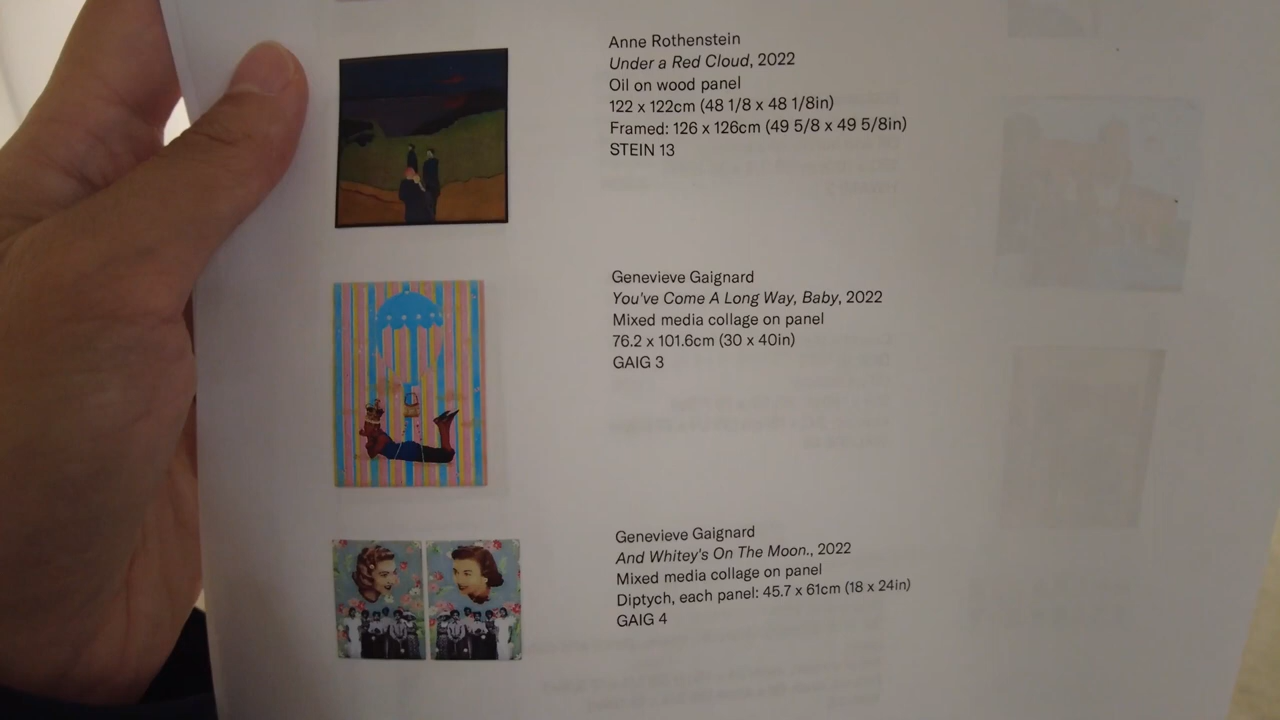 Anne Rothenstein
Under a Red Cloud, 2022
Oil on wood panel
122 x 122cm (48 1/8 x 48 1/8in)
Framed: 126 x 126cm (49 5/8 x 49 5/8in)
STEIN 13
Genevieve Gaignard
You've Come A Long Way, Baby, 2022
Mixed media collage on panel
76.2 x 101.6cm (30 x 40in)
GAIG 3
Genevieve Gaignard
And Whitey's On The Moon., 2022
Mixed media collage on panel
Diptych, each panel: 45.7 x 61cm (18 x 24in)
GAIG 4